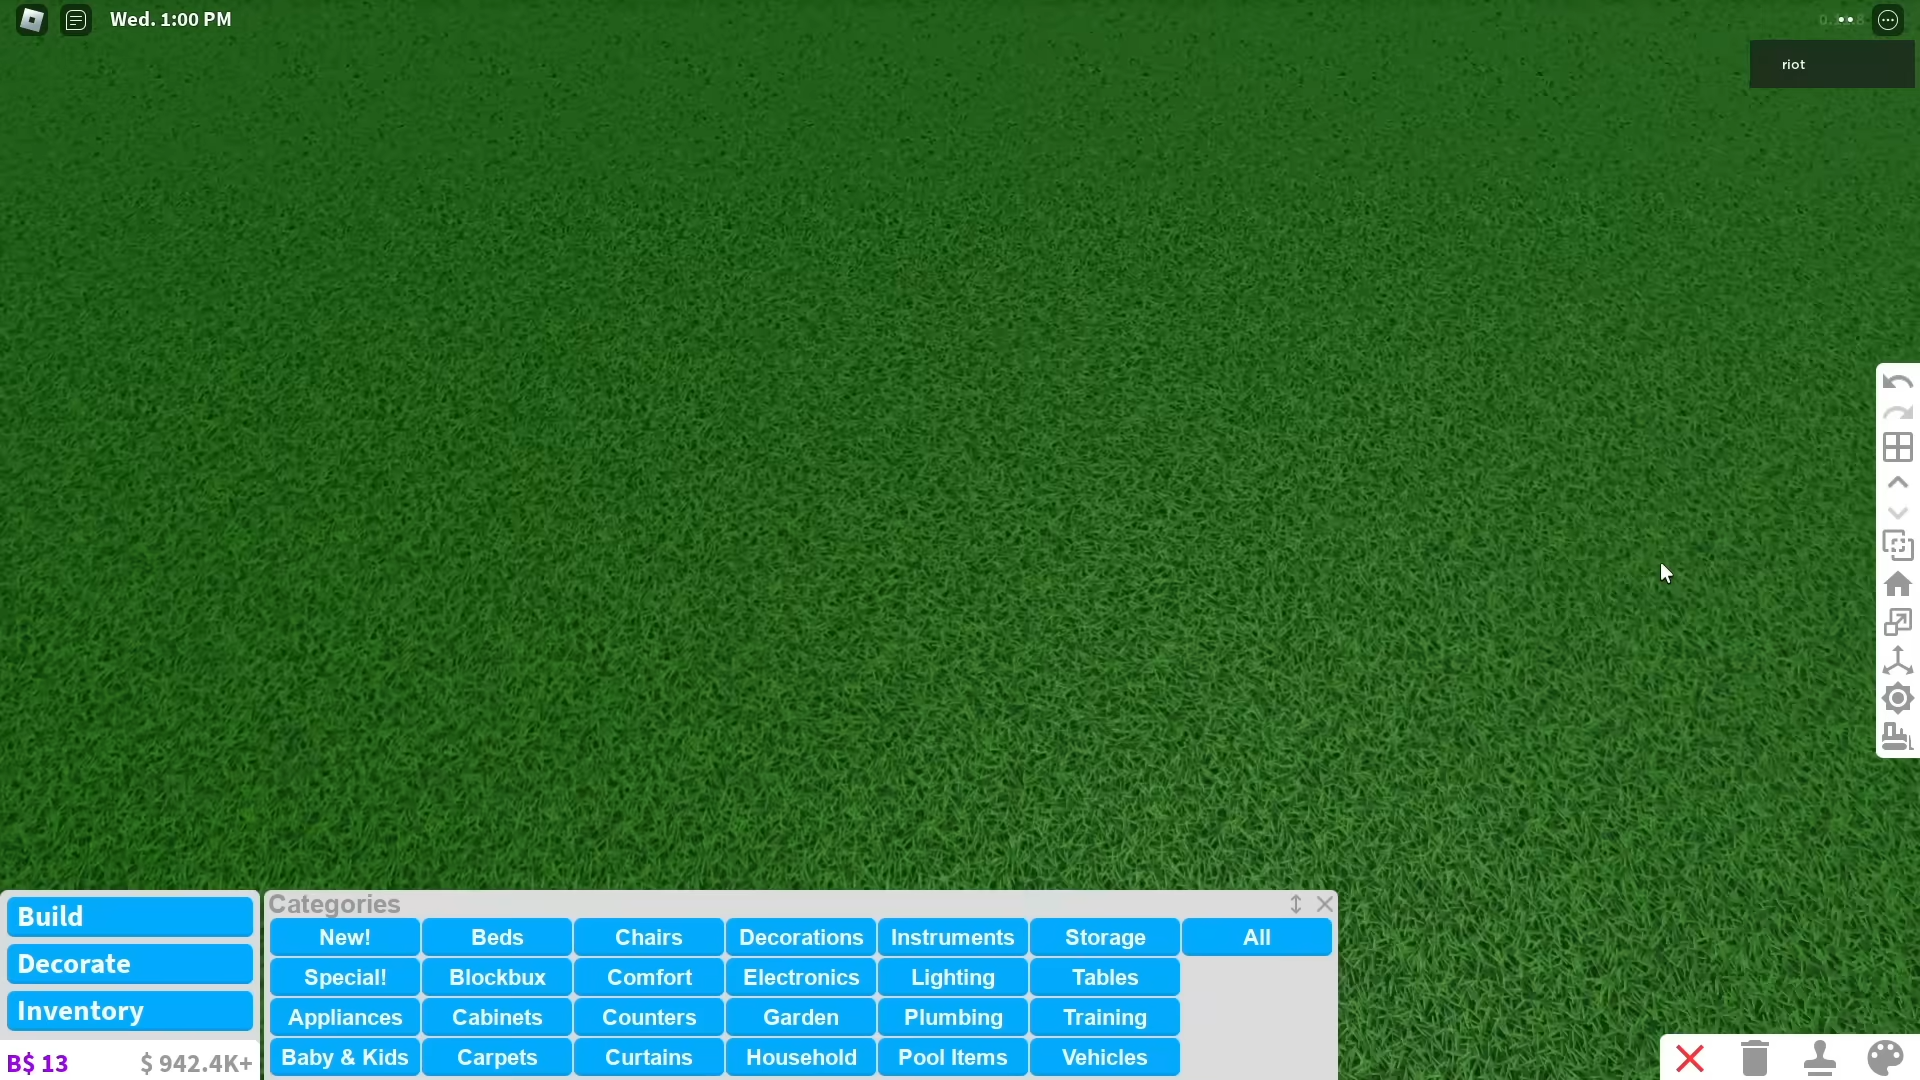 Wed. 1:00 PM
riot
Categories
New!
Beds
Chairs
Decorations
Instruments
Storage
All
Special!
Blockbux
Comfort
Electronics
Lighting
Tables
Appliances
Cabinets
Counters
Garden
Plumbing
Training
Baby & Kids
Carpets
Curtains
Household
Pool Items
Vehicles
Build
Decorate
Inventory
B$ 13
$ 942.4K+